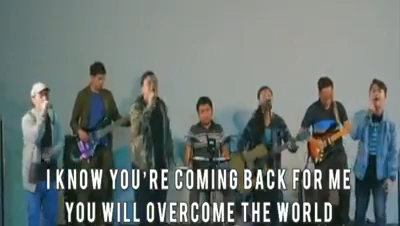 I KNOW YOU'RE COMING BACK FOR ME
YOU WILL OVERCOME THE WORLD